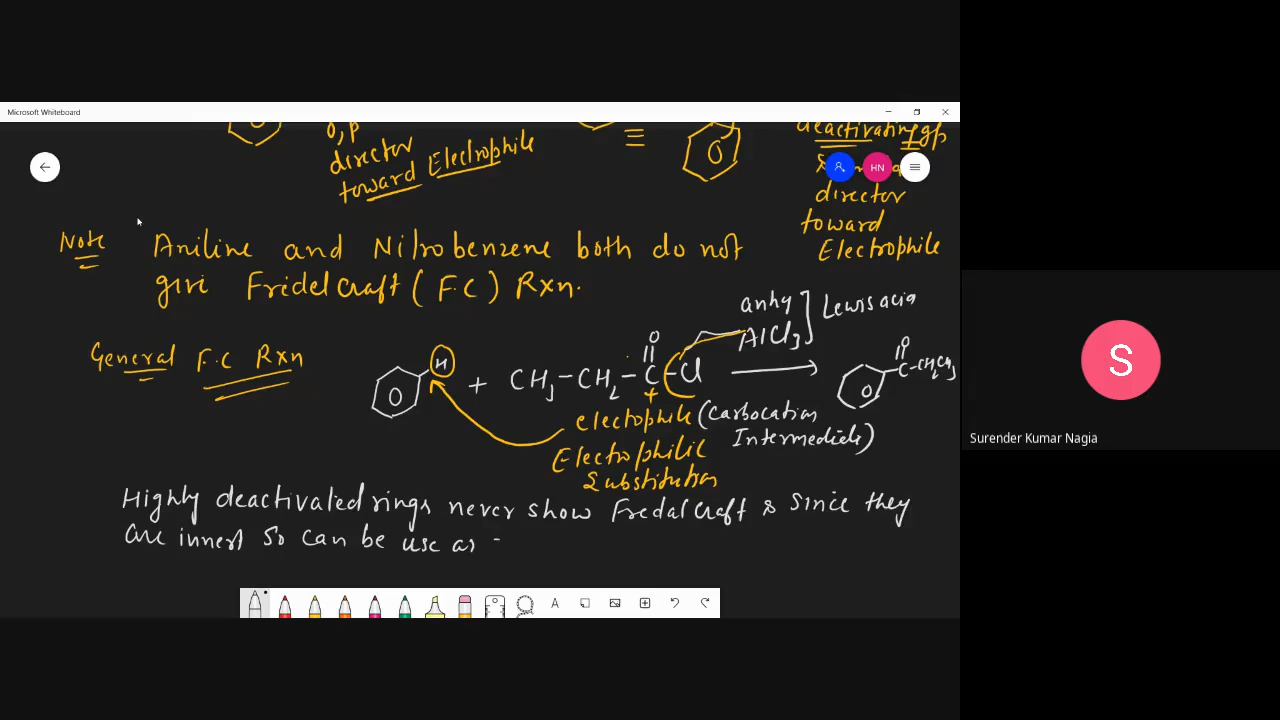 Microsoft Whiteboard
o, p
director
toward Electrophile
deactivating gp
director
toward
Electrophile
HN
Note
Aniline and Nitrobenzene both do not
give Fridel Craft (F.C) Rxn.
General F.C Rxn
H + CH3-CH2-C-Cl
O
+
anhy
AlCl3
Lewis acid
O
C-CH2CH3
electophile (Carbocation
Intermediate)
Electrophilic
Substitution
Highly deactivated rings never show Fredal Craft & Since they
are innert so can be use as -
A
S
Surender Kumar Nagia